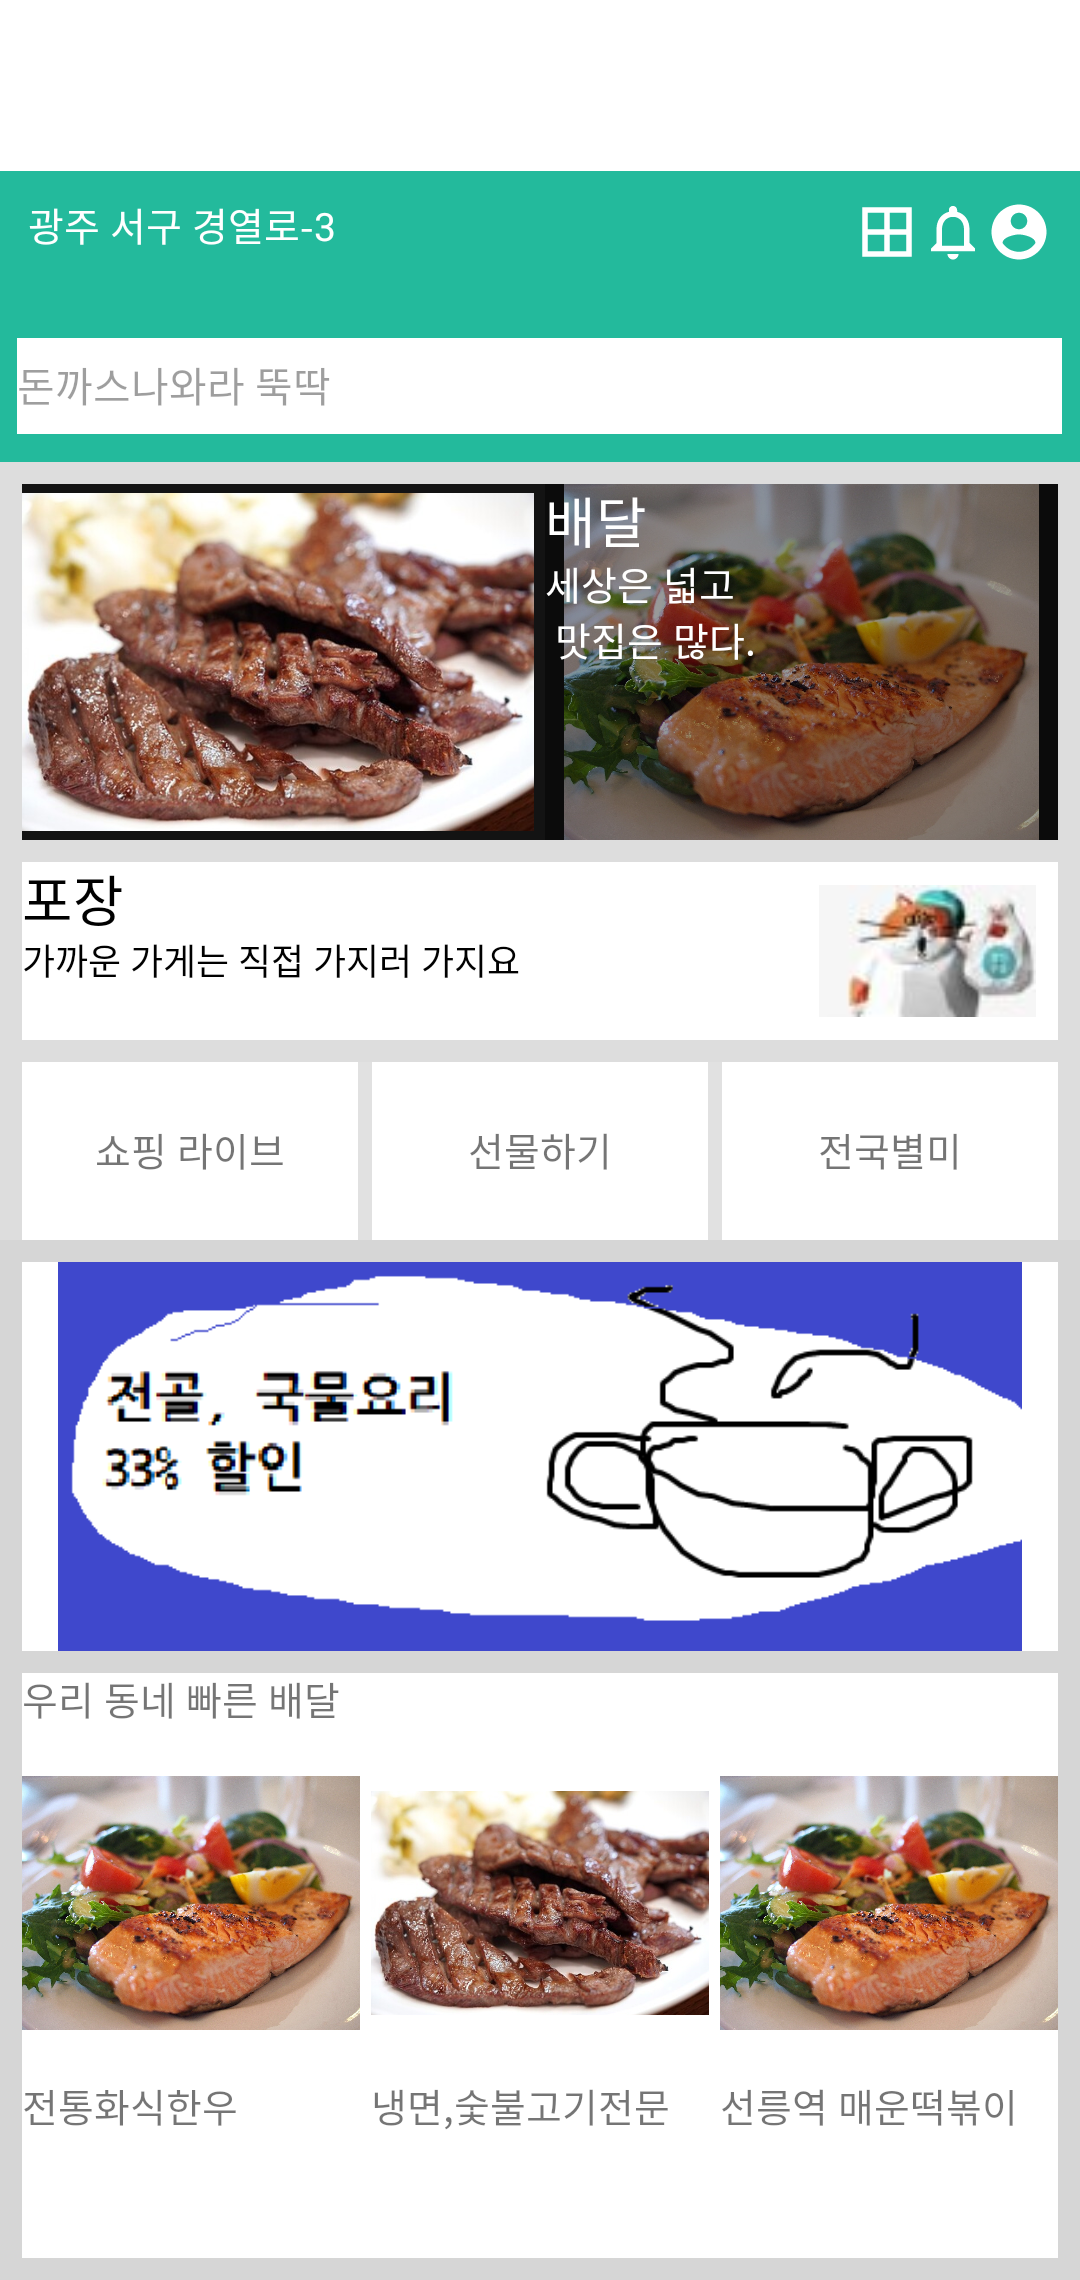 광주 서구 경열로-3
돈까스나와라 뚝딱
배달
세상은 넓고
맛집은 많다.
포장
가까운 가게는 직접 가지러 가지요
쇼핑 라이브
선물하기
전국별미
전골, 국물요리
33% 할인
우리 동네 빠른 배달
전통화식한우
냉면,숯불고기전문
선릉역 매운떡볶이